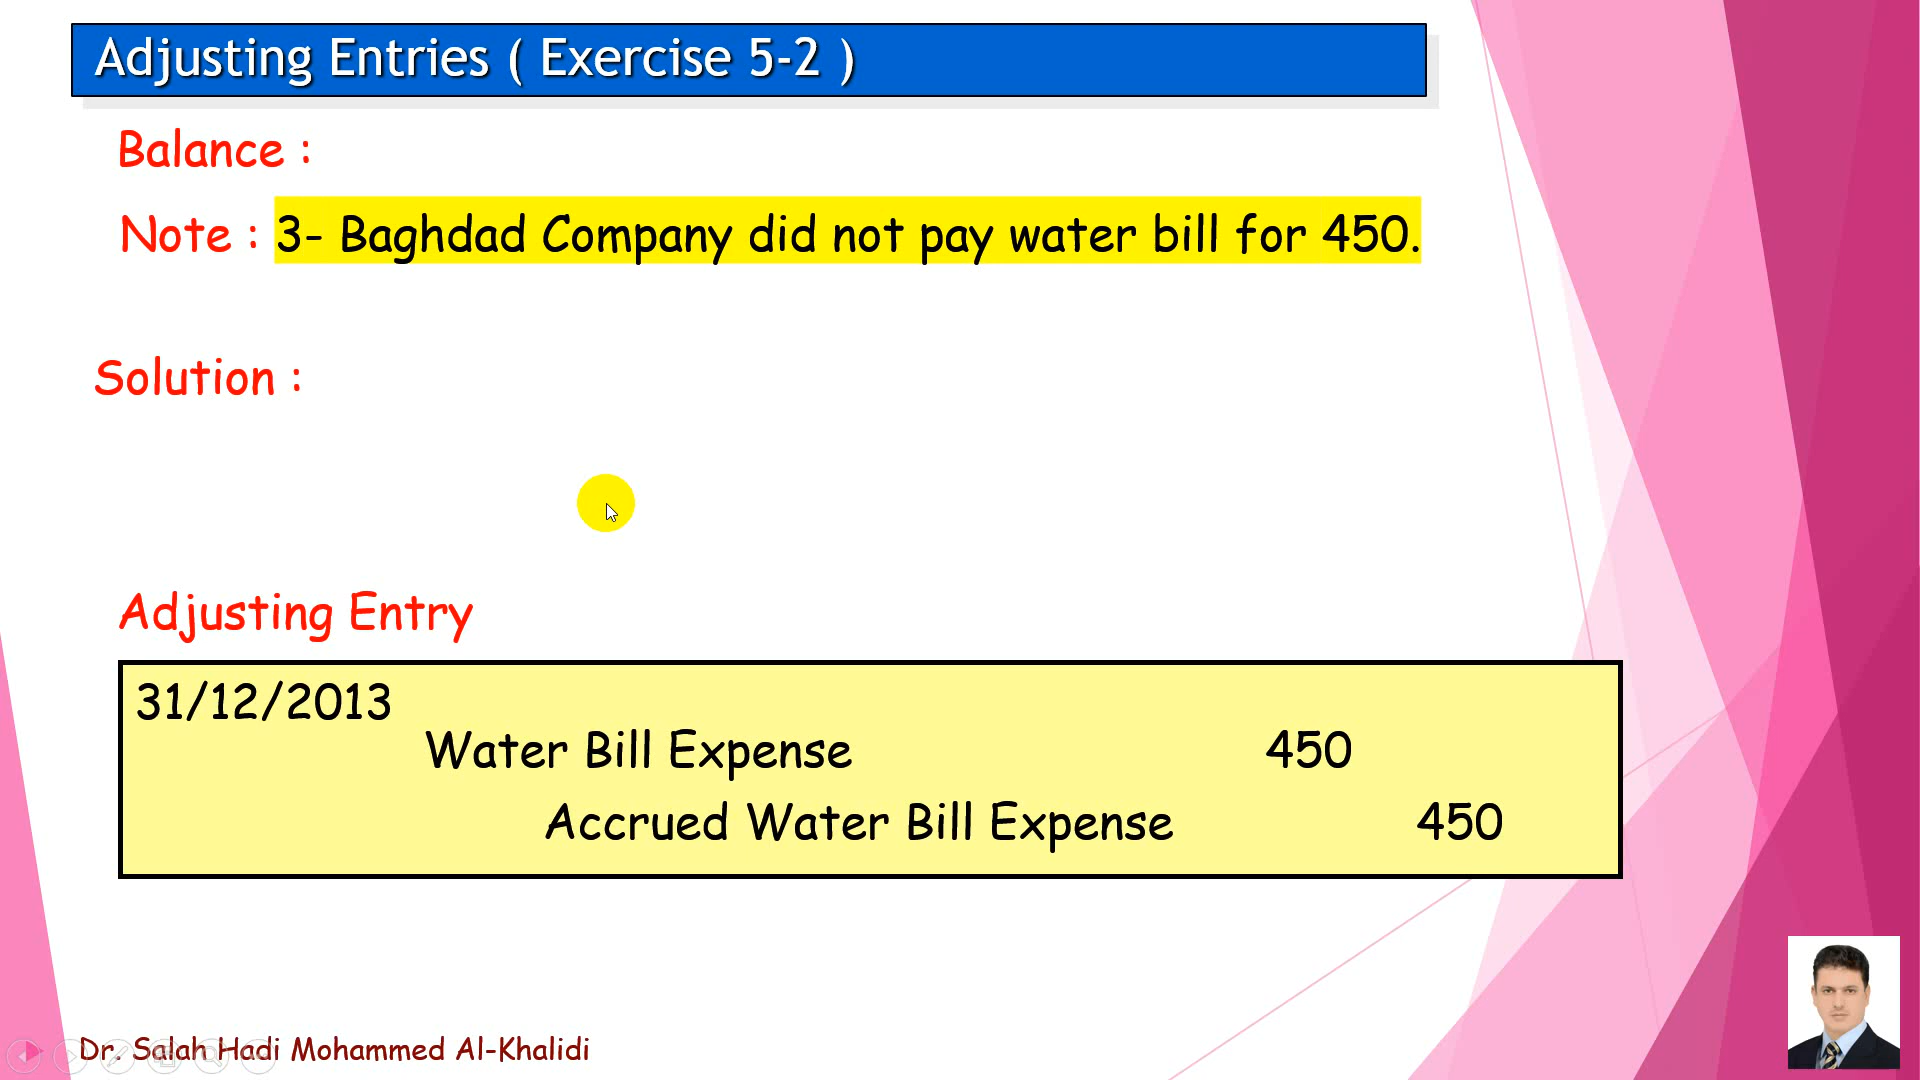 Adjusting Entries ( Exercise 5-2 )
Balance :
Note : 3- Baghdad Company did not pay water bill for 450.
Solution :
Adjusting Entry
31/12/2013
Water Bill Expense 450
Accrued Water Bill Expense 450
Dr. Salah Hadi Mohammed Al-Khalidi